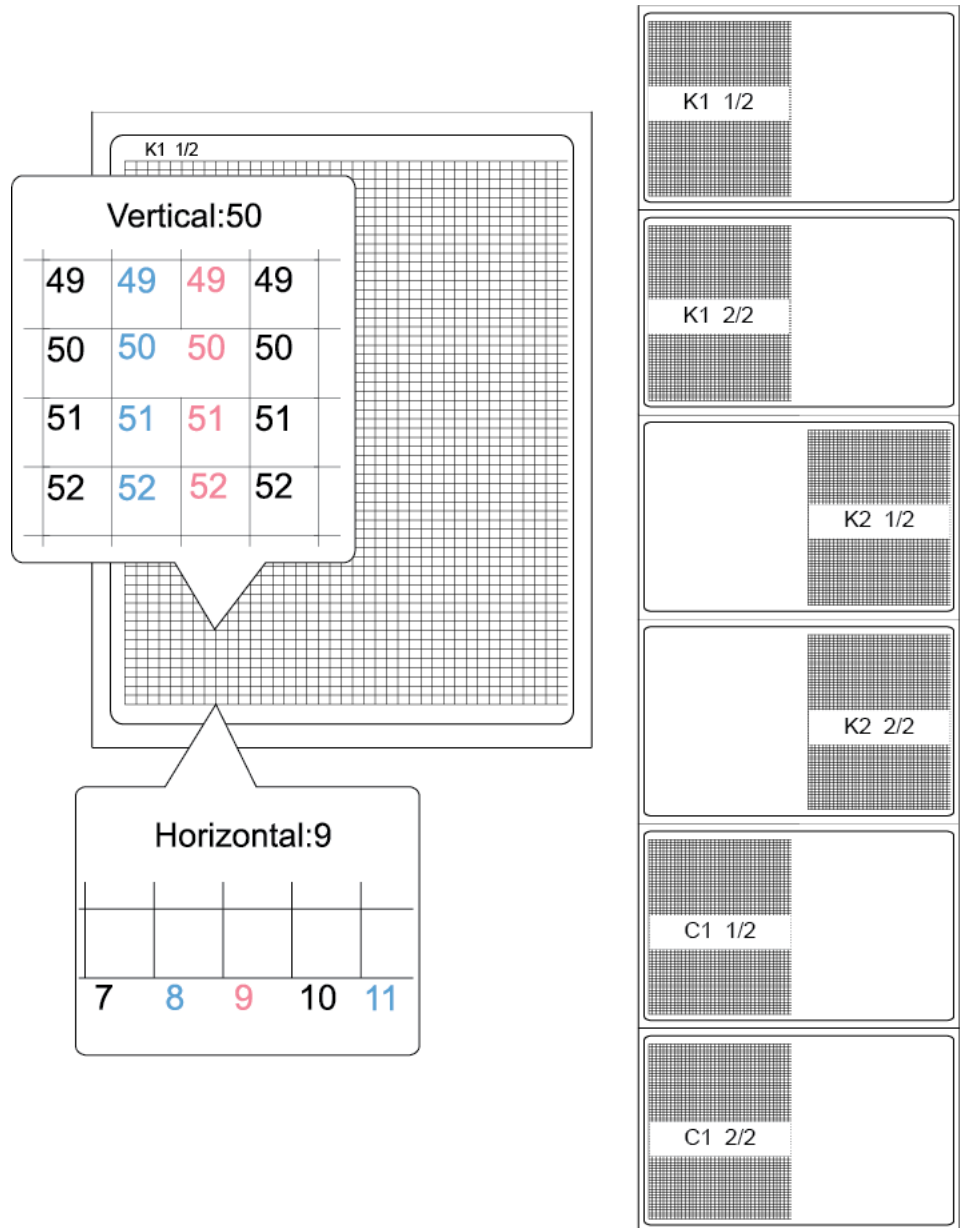 K1 1/2
Vertical:50
49 49 49 49
50 50 50 50
51 51 51 51
52 52 52 52
Horizontal:9
7 8 9 10 11
K1 1/2
K1 2/2
K2 1/2
K2 2/2
C1 1/2
C1 2/2